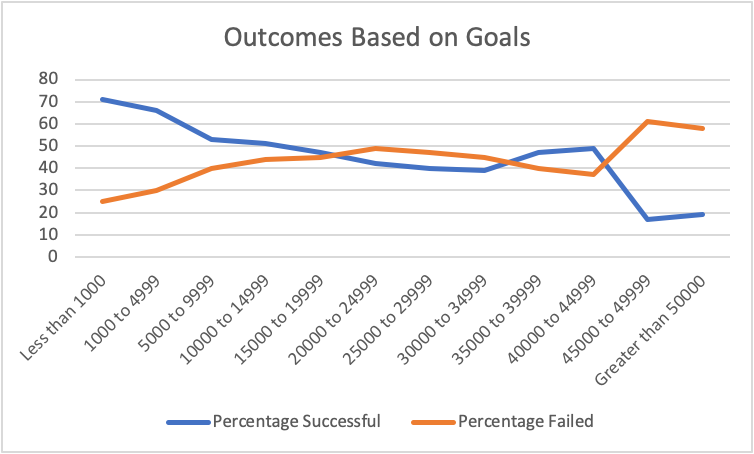 Outcomes Based on Goals
80
70
60
50
40
30
20
10
0
Less than 1000
1000 to 4999
5000 to 9999
10000 to 14999
15000 to 19999
20000 to 24999
25000 to 29999
30000 to 34999
35000 to 39999
40000 to 44999
45000 to 49999
Greater than 50000
Percentage Successful
Percentage Failed